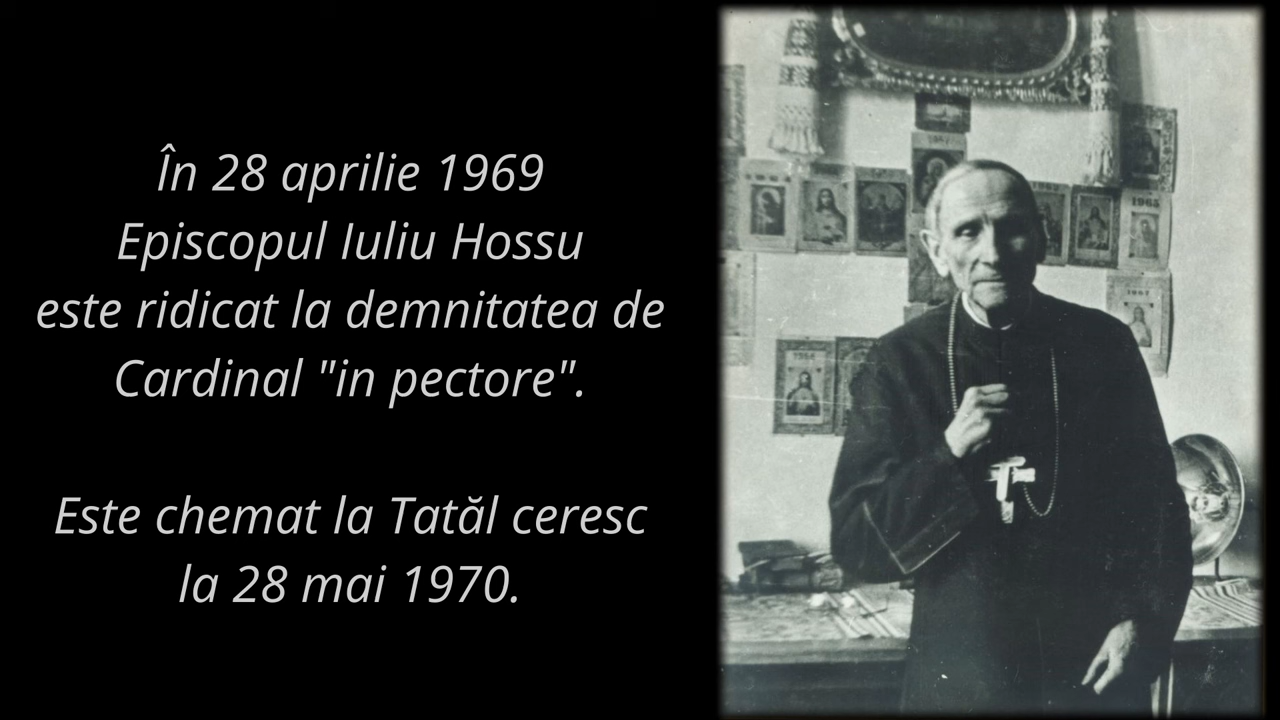 În 28 aprilie 1969
Episcopul Iuliu Hossu
este ridicat la demnitatea de
Cardinal "in pectore".
Este chemat la Tatăl ceresc
la 28 mai 1970.
1965